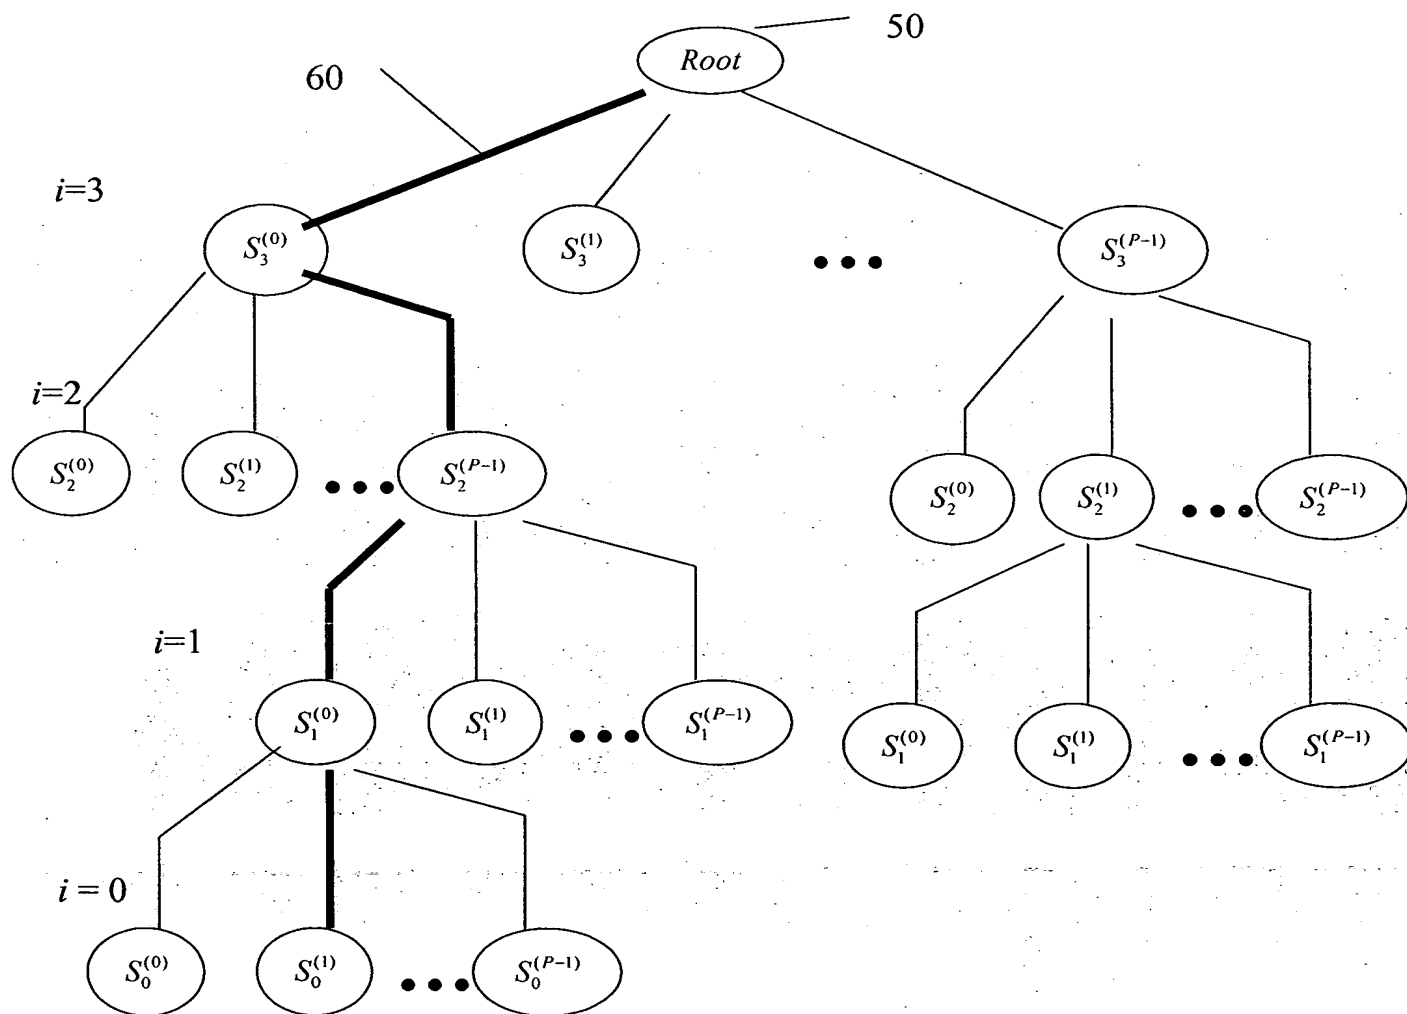 50
Root
60
i=3
S_3^{(0)} S_3^{(1)} ••• S_3^{(P-1)}
i=2
S_2^{(0)} S_2^{(1)} ••• S_2^{(P-1)} S_2^{(0)} S_2^{(1)} ••• S_2^{(P-1)}
i=1
S_1^{(0)} S_1^{(1)} ••• S_1^{(P-1)} S_1^{(0)} S_1^{(1)} ••• S_1^{(P-1)}
i = 0
S_0^{(0)} S_0^{(1)} ••• S_0^{(P-1)}